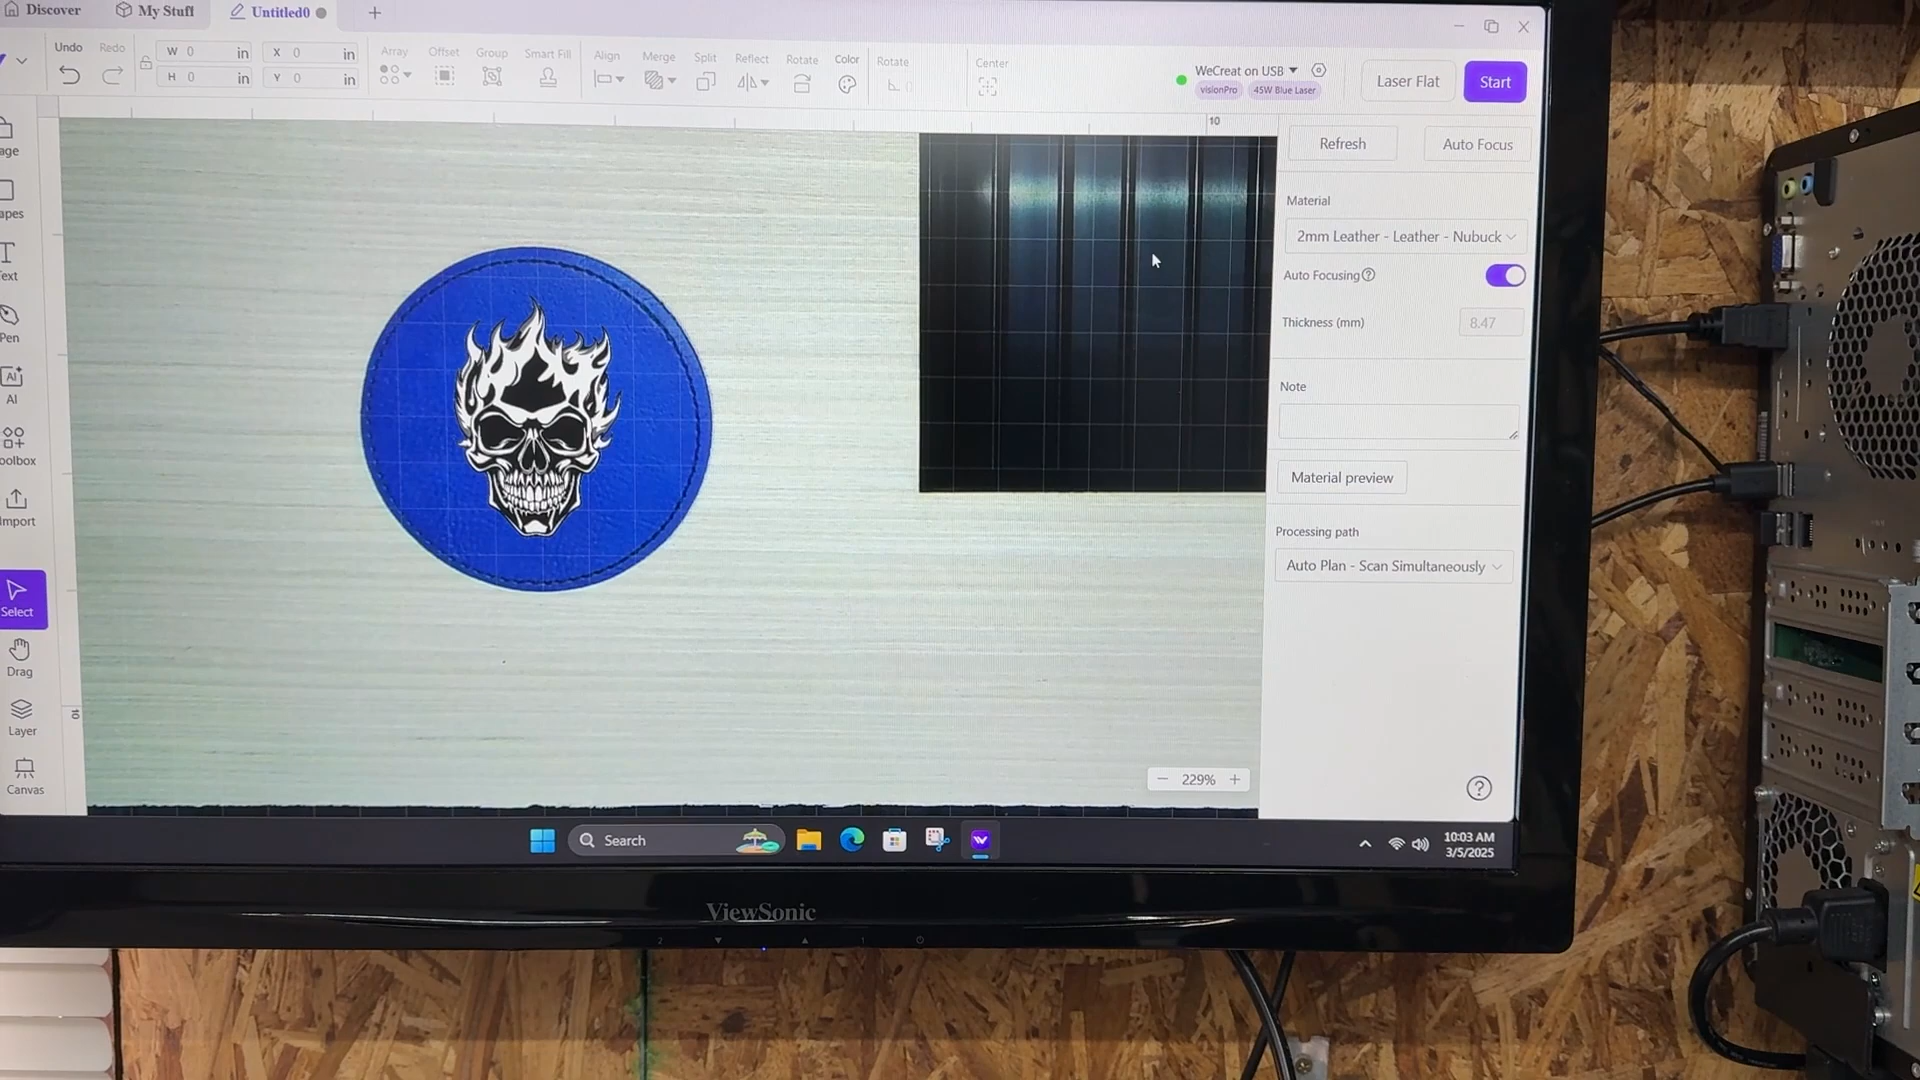 Discover My Stuff Untitled0 +
Undo Redo W 0 in X 0 in Array Offset Group Smart Fill Align Merge Split Reflect Rotate Color Rotate Center
H 0 in Y 0 in
WeCreat on USB
visionPro 45W Blue Laser
Laser Flat
Start
10
Refresh Auto Focus
Material
2mm Leather - Leather - Nubuck
Auto Focusing ?
Thickness (mm) 8.47
Note
Material preview
Processing path
Auto Plan - Scan Simultaneously
age
apes
ext
Pen
AI
AI
oolbox
Import
Select
Drag
Layer
Canvas
10
− 229% +
?
Search
10:03 AM
3/5/2025
ViewSonic
2 ▼ ▲ 1